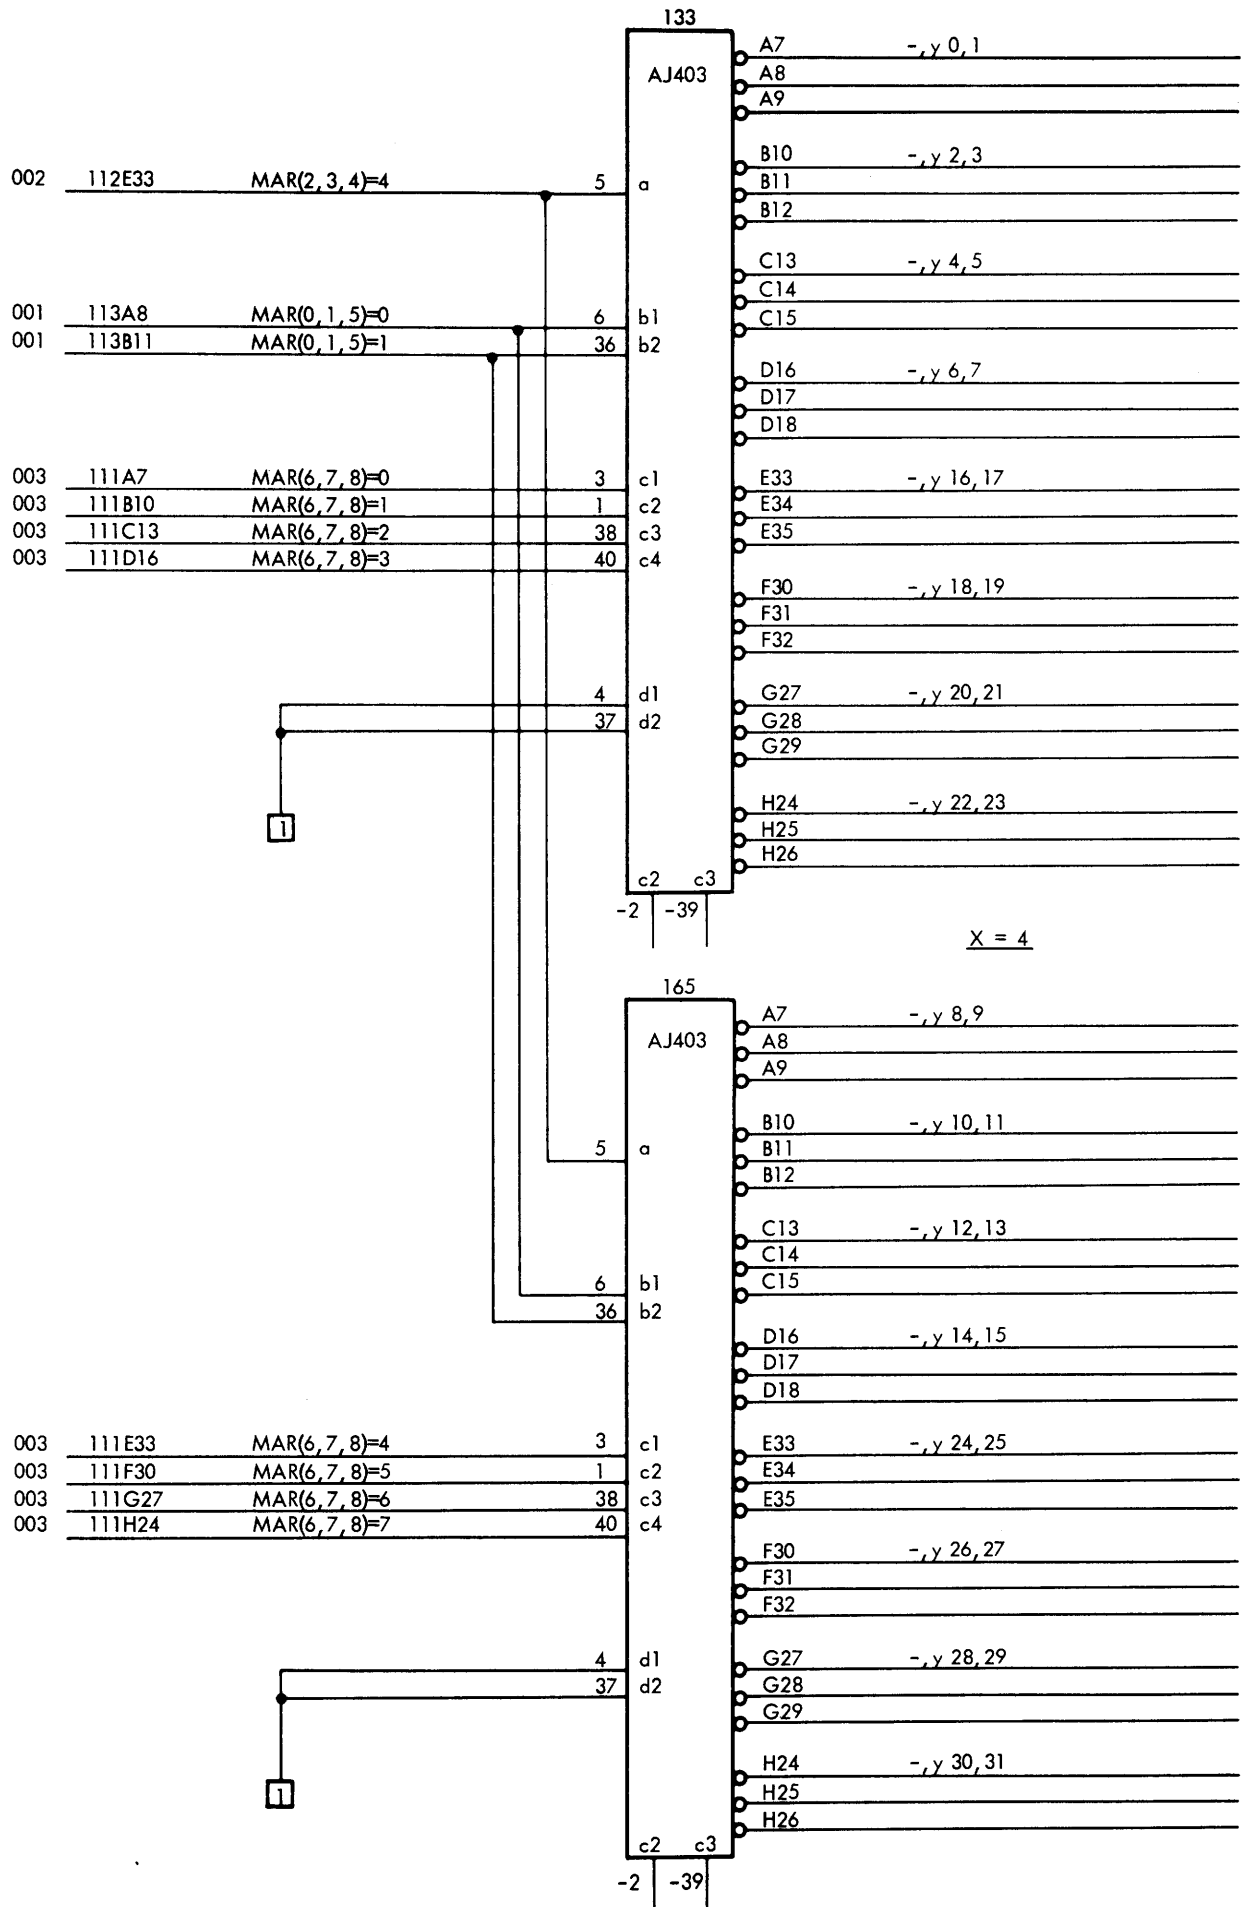 133
AJ403
A7 -,y 0,1
A8
A9
B10 -,y 2,3
002 112E33 MAR(2,3,4)=4 5 a
B11
B12
C13 -,y 4,5
C14
001 113A8 MAR(0,1,5)=0 6 b1
C15
001 113B11 MAR(0,1,5)=1 36 b2
D16 -,y 6,7
D17
D18
003 111A7 MAR(6,7,8)=0 3 c1
E33 -,y 16,17
003 111B10 MAR(6,7,8)=1 1 c2
E34
003 111C13 MAR(6,7,8)=2 38 c3
E35
003 111D16 MAR(6,7,8)=3 40 c4
F30 -,y 18,19
F31
F32
4 d1
G27 -,y 20,21
37 d2
G28
G29
H24 -,y 22,23
1
H25
H26
c2 c3
-2 -39
X = 4
165
AJ403
A7 -,y 8,9
A8
A9
B10 -,y 10,11
5 a
B11
B12
C13 -,y 12,13
C14
6 b1
C15
36 b2
D16 -,y 14,15
D17
D18
003 111E33 MAR(6,7,8)=4 3 c1
E33 -,y 24,25
003 111F30 MAR(6,7,8)=5 1 c2
E34
003 111G27 MAR(6,7,8)=6 38 c3
E35
003 111H24 MAR(6,7,8)=7 40 c4
F30 -,y 26,27
F31
F32
4 d1
G27 -,y 28,29
37 d2
G28
G29
H24 -,y 30,31
1
H25
H26
c2 c3
-2 -39